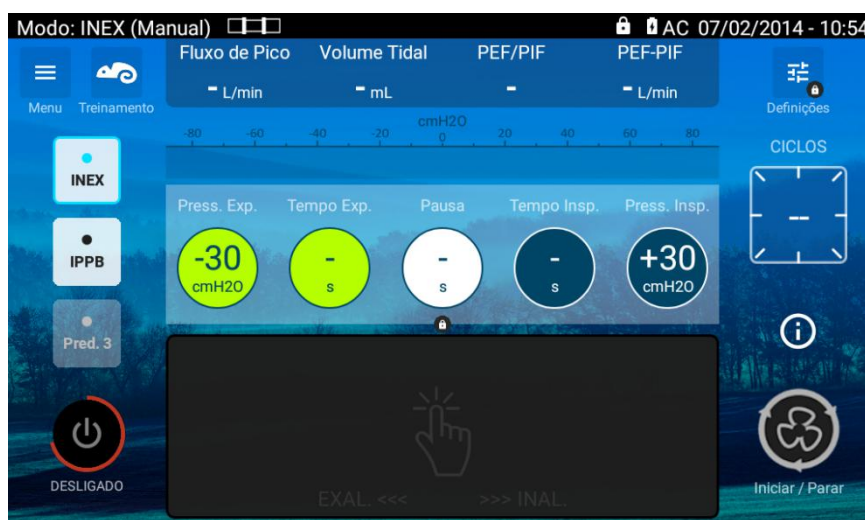 Modo: INEX (Manual) AC 07/02/2014 - 10:54
Fluxo de Pico Volume Tidal PEF/PIF PEF-PIF
- L/min - mL - - L/min
Menu Treinamento Definições
cmH2O
-80 -60 -40 -20 0 20 40 60 80
CICLOS
--
INEX
Press. Exp. Tempo Exp. Pausa Tempo Insp. Press. Insp.
-30 - - - +30
cmH2O s s s cmH2O
IPPB
Pred. 3
DESLIGADO
EXAL. <<< >>> INAL.
Iniciar / Parar